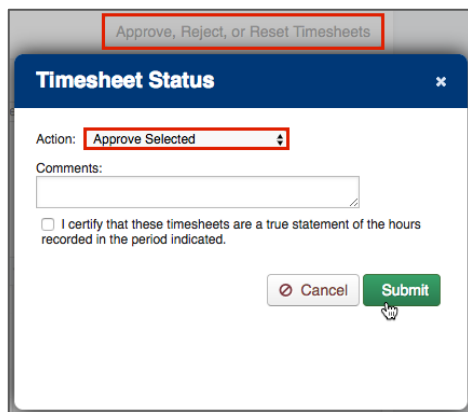 Approve, Reject, or Reset Timesheets
Timesheet Status ×
Action: Approve Selected
Comments:
I certify that these timesheets are a true statement of the hours
recorded in the period indicated.
Cancel Submit